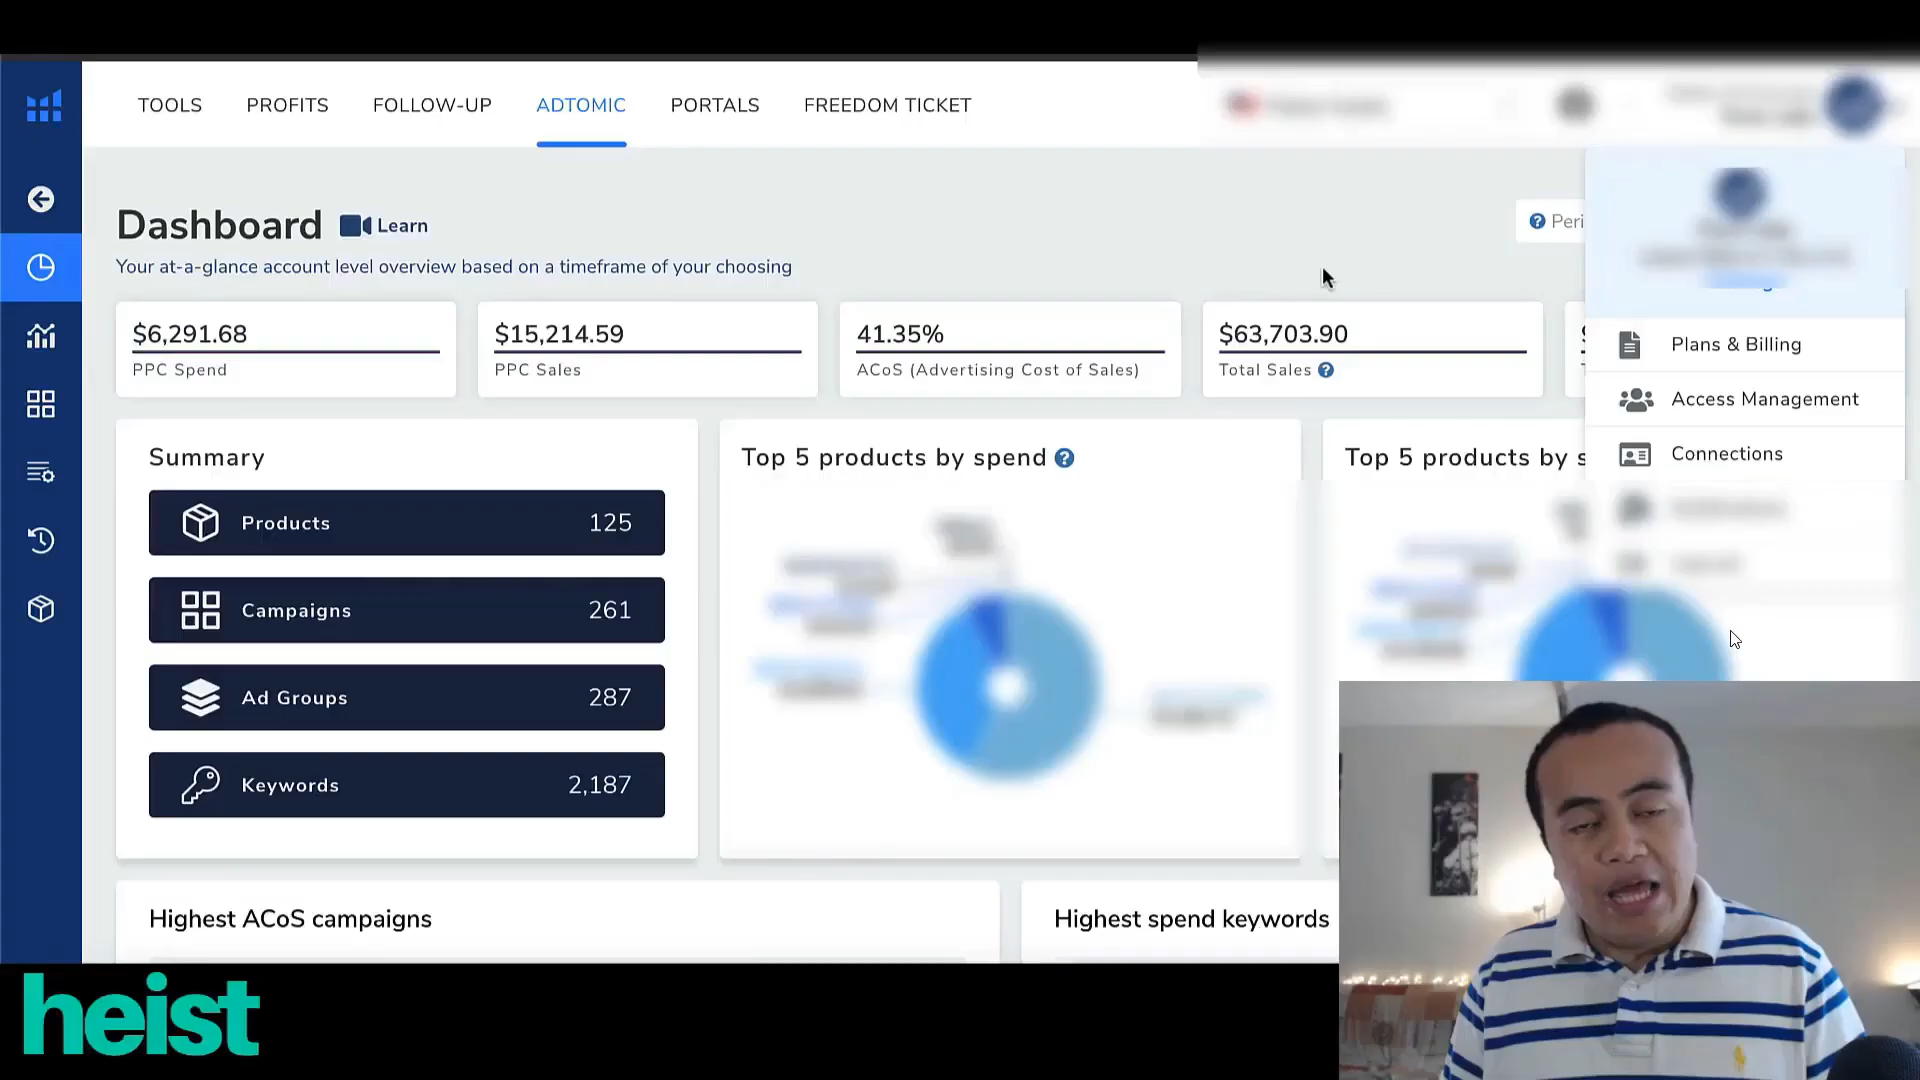 TOOLS PROFITS FOLLOW-UP ADTOMIC PORTALS FREEDOM TICKET
Dashboard Learn
Your at-a-glance account level overview based on a timeframe of your choosing
Peri
$6,291.68
PPC Spend
$15,214.59
PPC Sales
41.35%
ACoS (Advertising Cost of Sales)
$63,703.90
Total Sales
Plans & Billing
Access Management
Connections
Summary
Products 125
Campaigns 261
Ad Groups 287
Keywords 2,187
Top 5 products by spend
Top 5 products by s
Highest ACoS campaigns
Highest spend keywords
heist